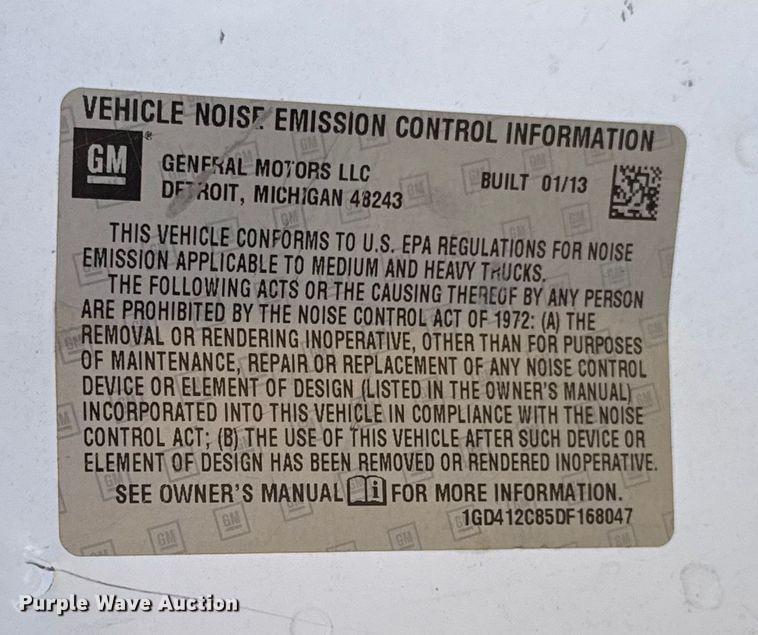 VEHICLE NOISE EMISSION CONTROL INFORMATION
GM ®
GENERAL MOTORS LLC
DETROIT, MICHIGAN 48243
BUILT 01/13
THIS VEHICLE CONFORMS TO U.S. EPA REGULATIONS FOR NOISE
EMISSION APPLICABLE TO MEDIUM AND HEAVY TRUCKS.
THE FOLLOWING ACTS OR THE CAUSING THEREOF BY ANY PERSON
ARE PROHIBITED BY THE NOISE CONTROL ACT OF 1972: (A) THE
REMOVAL OR RENDERING INOPERATIVE, OTHER THAN FOR PURPOSES
OF MAINTENANCE, REPAIR OR REPLACEMENT OF ANY NOISE CONTROL
DEVICE OR ELEMENT OF DESIGN (LISTED IN THE OWNER'S MANUAL)
INCORPORATED INTO THIS VEHICLE IN COMPLIANCE WITH THE NOISE
CONTROL ACT; (B) THE USE OF THIS VEHICLE AFTER SUCH DEVICE OR
ELEMENT OF DESIGN HAS BEEN REMOVED OR RENDERED INOPERATIVE.
SEE OWNER'S MANUAL i FOR MORE INFORMATION.
1GD412C85DF168047
Purple Wave Auction